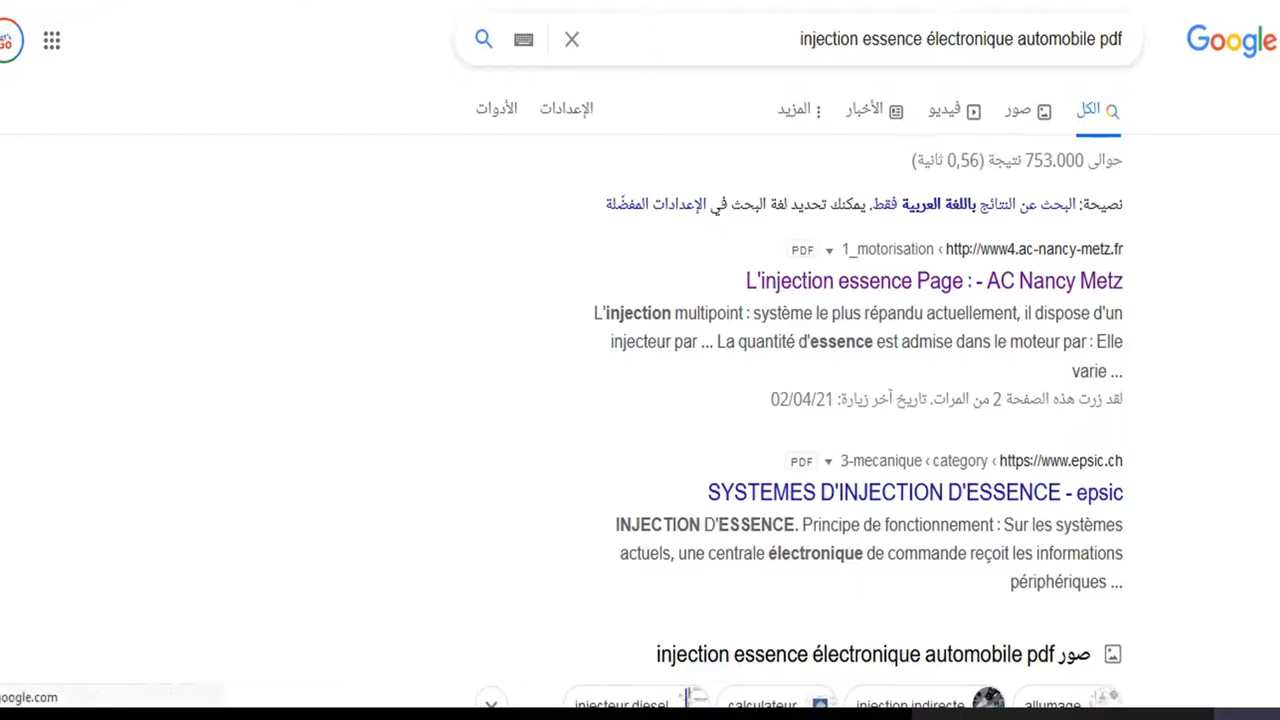 Google
injection essence électronique automobile pdf
الكل
صور
فيديو
الأخبار
المزيد
الإعدادات
الأدوات
حوالى 753.000 نتيجة (0,56 ثانية)
نصيحة: البحث عن النتائج باللغة العربية فقط. يمكنك تحديد لغة البحث في الإعدادات المفضّلة
http://www4.ac-nancy-metz.fr › 1_motorisation PDF
L'injection essence Page : - AC Nancy Metz
L'injection multipoint : système le plus répandu actuellement, il dispose d'un
injecteur par ... La quantité d'essence est admise dans le moteur par : Elle
varie ...
لقد زرت هذه الصفحة 2 من المرات. تاريخ آخر زيارة: 02/04/21
https://www.epsic.ch › category › 3-mecanique PDF
SYSTEMES D'INJECTION D'ESSENCE - epsic
INJECTION D'ESSENCE. Principe de fonctionnement : Sur les systèmes
actuels, une centrale électronique de commande reçoit les informations
périphériques ...
صور injection essence électronique automobile pdf
allumage
injection indirecte
calculateur
injecteur diesel
oogle.com